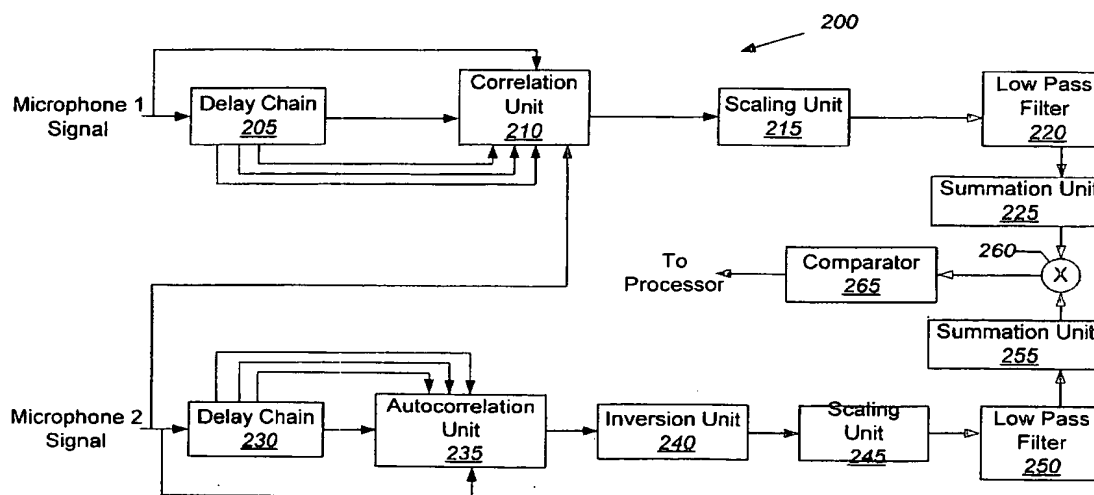 200
Microphone 1
Signal
Delay Chain
205
Correlation
Unit
210
Scaling Unit
215
Low Pass
Filter
220
Summation Unit
225
To
Processor
Comparator
265
260
X
Summation Unit
255
Microphone 2
Signal
Delay Chain
230
Autocorrelation
Unit
235
Inversion Unit
240
Scaling
Unit
245
Low Pass
Filter
250